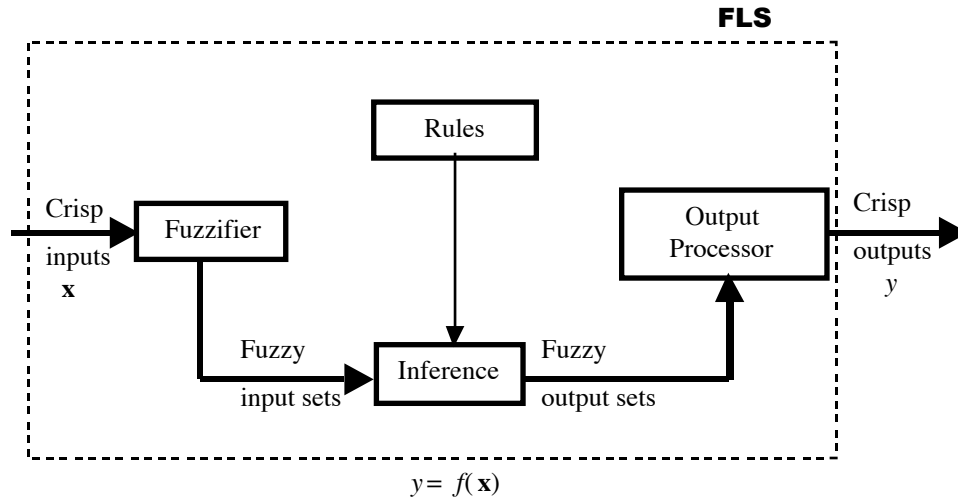 FLS
Rules
Crisp
inputs
x
Fuzzifier
Output
Processor
Crisp
outputs
y
Fuzzy
input sets
Inference
Fuzzy
output sets
y = f( x )